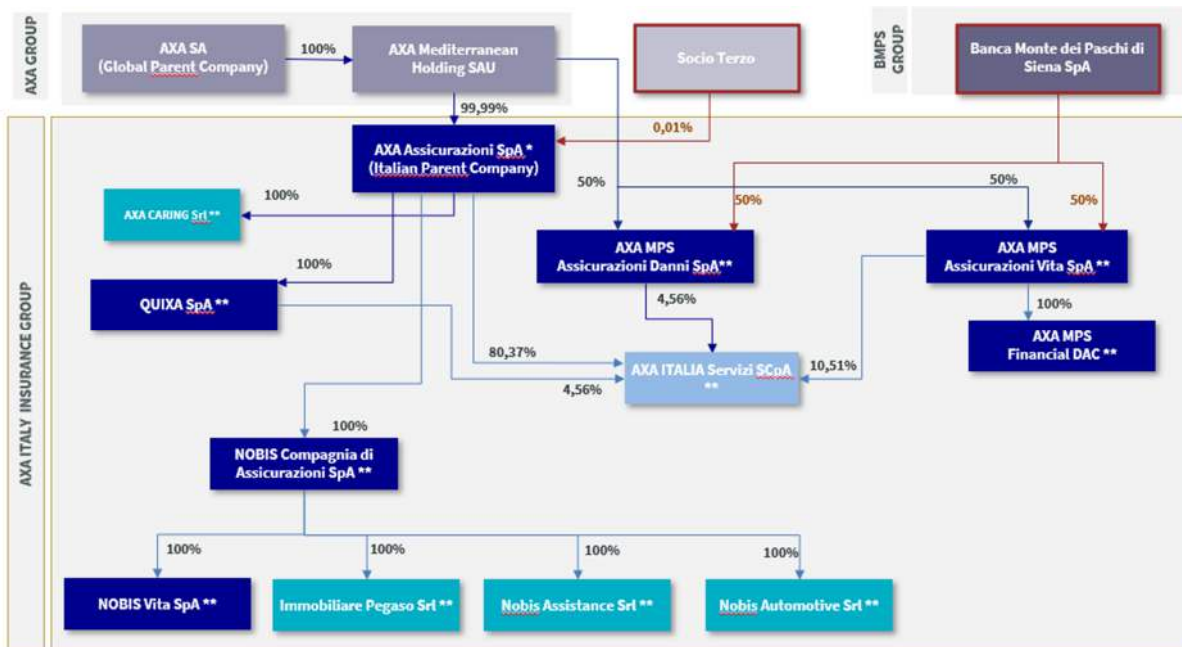 AXA GROUP
AXA SA
(Global Parent Company)
100%
AXA Mediterranean
Holding SAU
Socio Terzo
BMPS
GROUP
Banca Monte dei Paschi di
Siena SpA
99,99%
0,01%
AXA ITALY INSURANCE GROUP
AXA Assicurazioni SpA *
(Italian Parent Company)
100%
AXA CARING Srl **
50%
50%
50%
50%
AXA MPS
Assicurazioni Danni SpA**
AXA MPS
Assicurazioni Vita SpA **
100%
QUIXA SpA **
4,56%
100%
AXA MPS
Financial DAC **
80,37%
AXA ITALIA Servizi SCpA
**
10,51%
4,56%
100%
NOBIS Compagnia di
Assicurazioni SpA **
100%
100%
100%
100%
NOBIS Vita SpA **
Immobiliare Pegaso Srl **
Nobis Assistance Srl **
Nobis Automotive Srl **